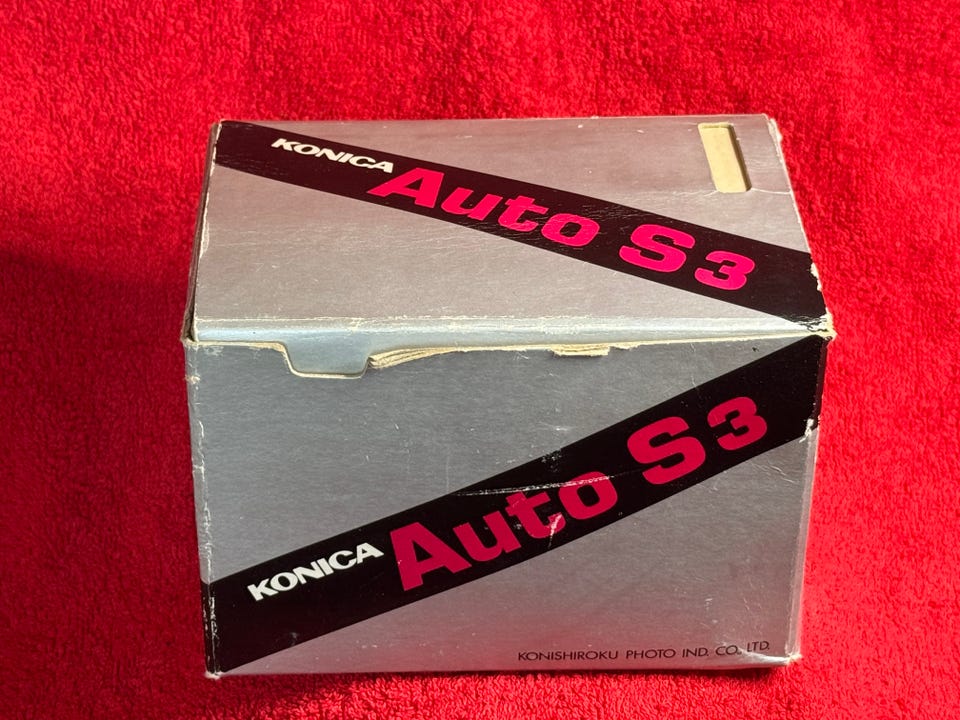 KONICA Auto S3
KONICA Auto S3
KONISHIROKU PHOTO IND. CO., LTD.